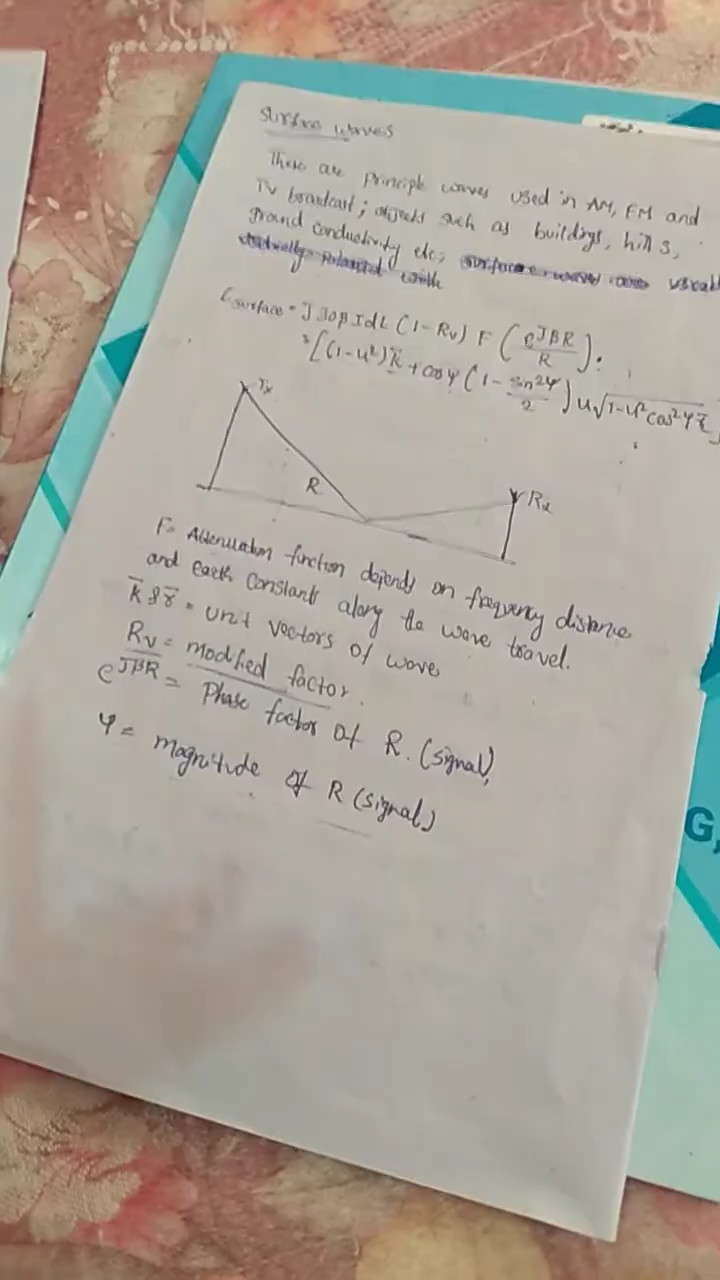 Surface waves
These are principle waves used in AM, FM and
TV broadcast; objects such as buildings, hills,
ground conductivity etc;
with
E surface = J 30β Idl (1-Rv) F (e^JβR / R).
[(1-u²)k̄ + cosψ (1 - sin²ψ / 2) u√1-u²cos²ψ r̄]
Tx
R
Rx
F= Attenuation function depends on frequency distance
and earth constants along the wave travel.
k̄ & r̄ = unit vectors of wave
Rv = modified factor.
e^JβR = Phase factor of R. (signal),
ψ = magnitude of R (signal)
G,